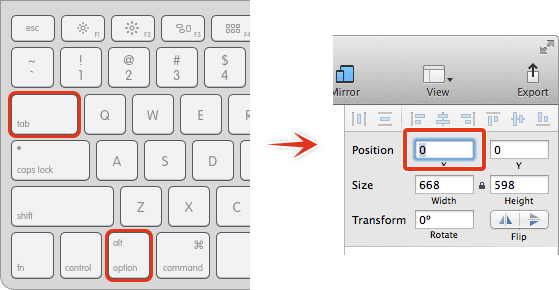 esc F1 F2 F3 F4
~ ! @ # $
` 1 2 3 4
tab Q W E
caps lock A S D
shift Z X C
alt ⌘
fn control option command
Mirror View Export
Position 0 0
X Y
Size 668 598
Width Height
Transform 0°
Rotate Flip